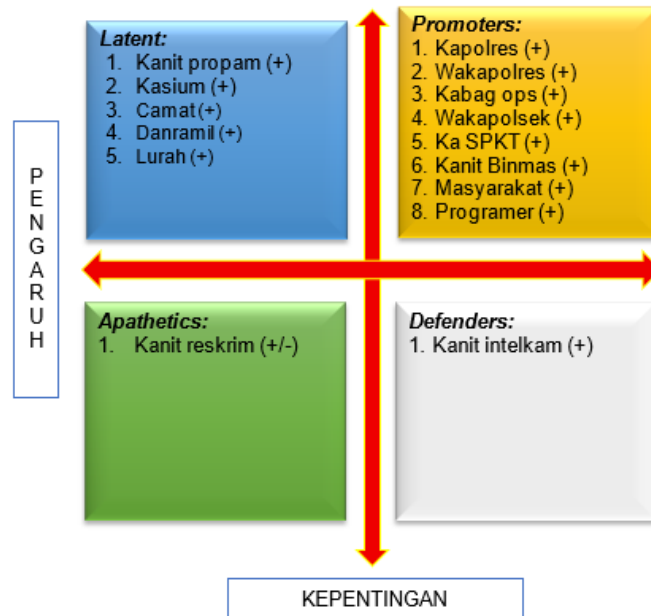 Latent:
1. Kanit propam (+)
2. Kasium (+)
3. Camat (+)
4. Danramil (+)
5. Lurah (+)
Promoters:
1. Kapolres (+)
2. Wakapolres (+)
3. Kabag ops (+)
4. Wakapolsek (+)
5. Ka SPKT (+)
6. Kanit Binmas (+)
7. Masyarakat (+)
8. Programer (+)
PENGARUH
Apathetics:
1. Kanit reskrim (+/-)
Defenders:
1. Kanit intelkam (+)
KEPENTINGAN